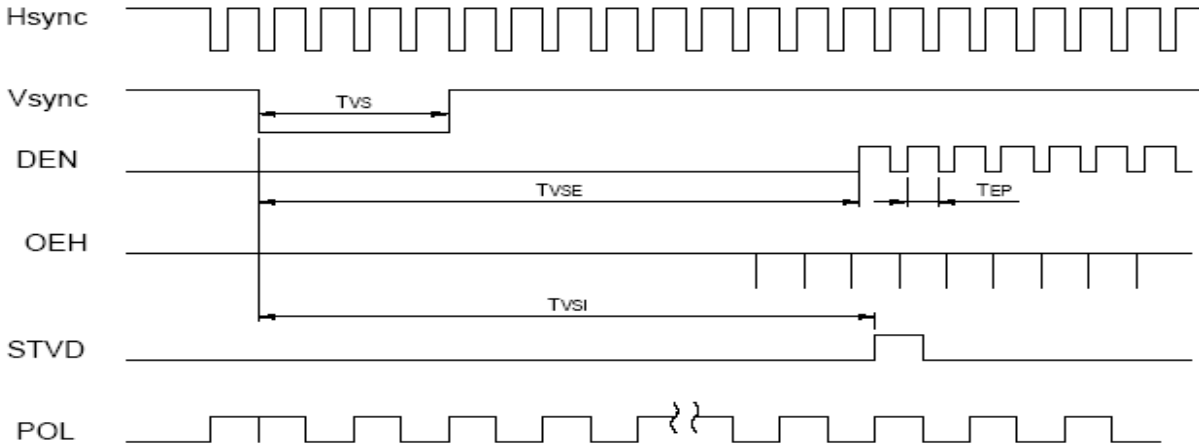 Hsync
Vsync
TVS
DEN
TVSE
TEP
OEH
TVSI
STVD
POL